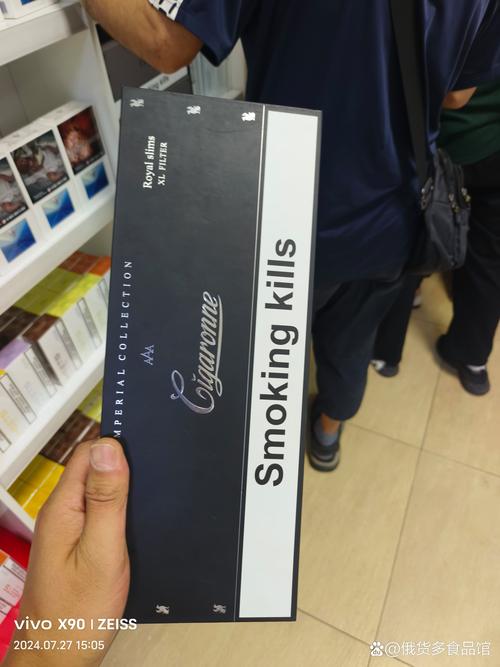 Royal slims
XL FILTER
IMPERIAL COLLECTION
AAA
Cigaronne
Smoking kills
vivo X90 | ZEISS
2024.07.27 15:05
俄货多食品馆